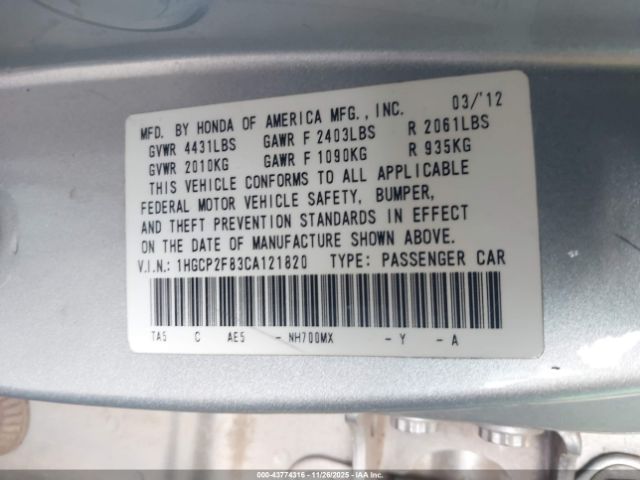 MFD. BY HONDA OF AMERICA MFG., INC. 03/'12
GVWR 4431LBS GAWR F 2403LBS R 2061LBS
GVWR 2010KG GAWR F 1090KG R 935KG
THIS VEHICLE CONFORMS TO ALL APPLICABLE
FEDERAL MOTOR VEHICLE SAFETY, BUMPER,
AND THEFT PREVENTION STANDARDS IN EFFECT
ON THE DATE OF MANUFACTURE SHOWN ABOVE.
V.I.N.: 1HGCP2F83CA121820 TYPE: PASSENGER CAR
TA5 C AE5 - NH700MX - Y - A
000-43774316 - 11/26/2025 - IAA, Inc.